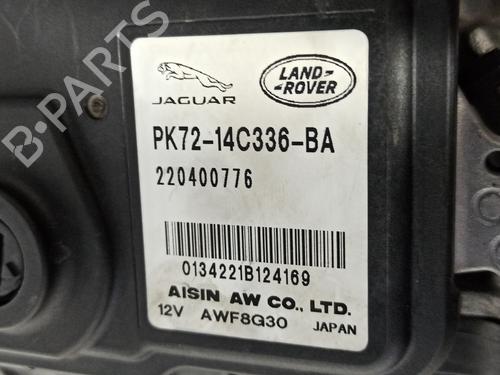 JAGUAR
LAND-
ROVER
PK72-14C336-BA
220400776
0134221B124169
AISIN AW CO., LTD.
12V AWF8G30 JAPAN
B-PARTS